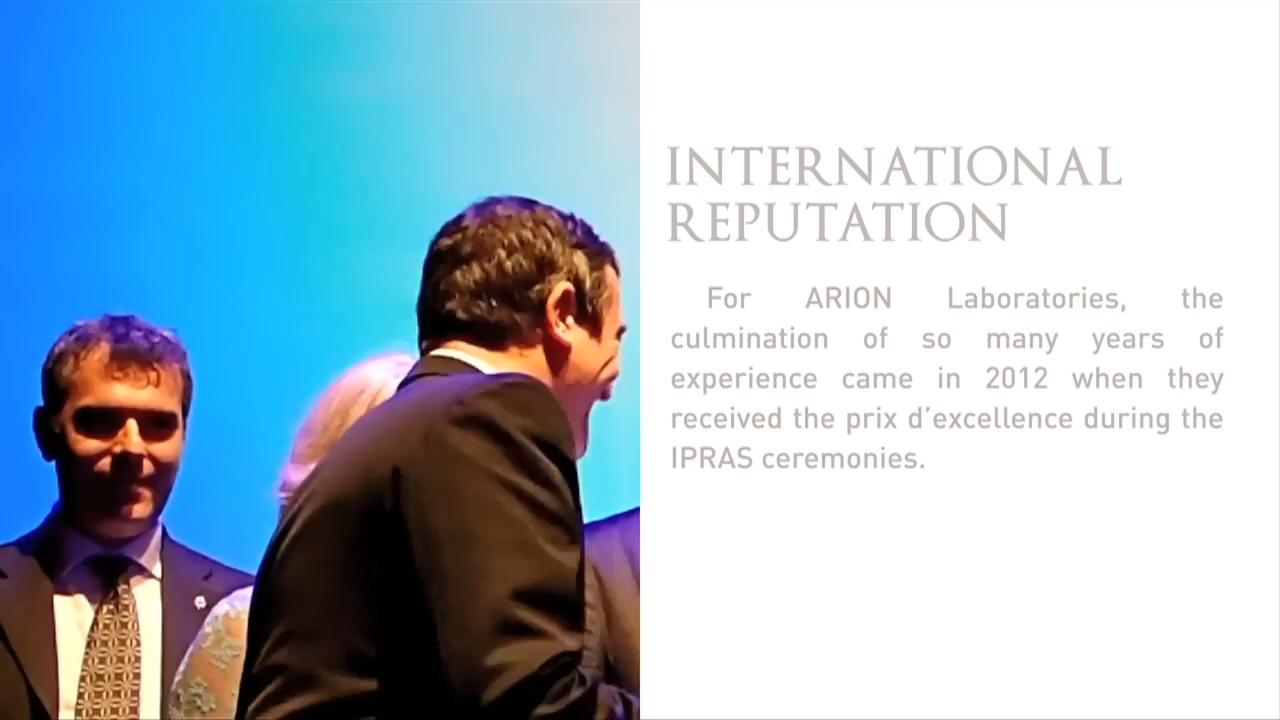 INTERNATIONAL
REPUTATION
For ARION Laboratories, the
culmination of so many years of
experience came in 2012 when they
received the prix d’excellence during the
IPRAS ceremonies.